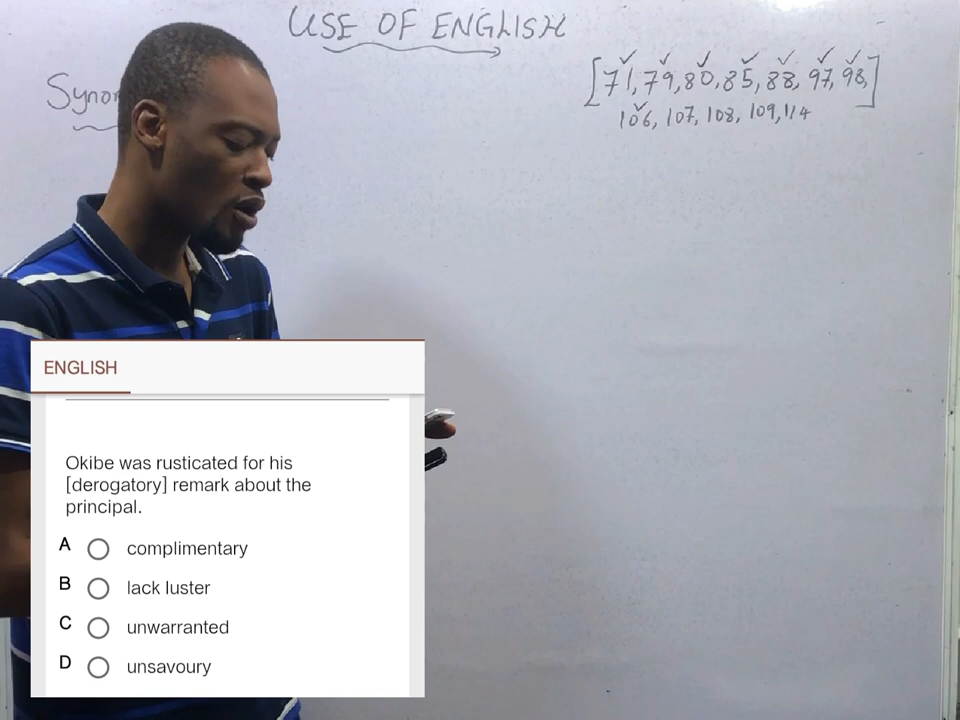 USE OF ENGLISH
[71, 79, 80, 85, 88, 97, 98,]
106, 107, 108, 109, 114
ENGLISH
Okibe was rusticated for his
[derogatory] remark about the
principal.
A complimentary
B lack luster
C unwarranted
D unsavoury